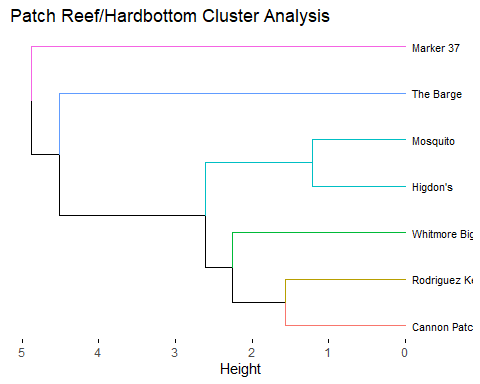 Patch Reef/Hardbottom Cluster Analysis
Marker 37
The Barge
Mosquito
Higdon's
Whitmore Big
Rodriguez
Cannon Patc
5 4 3 2 1 0
Height